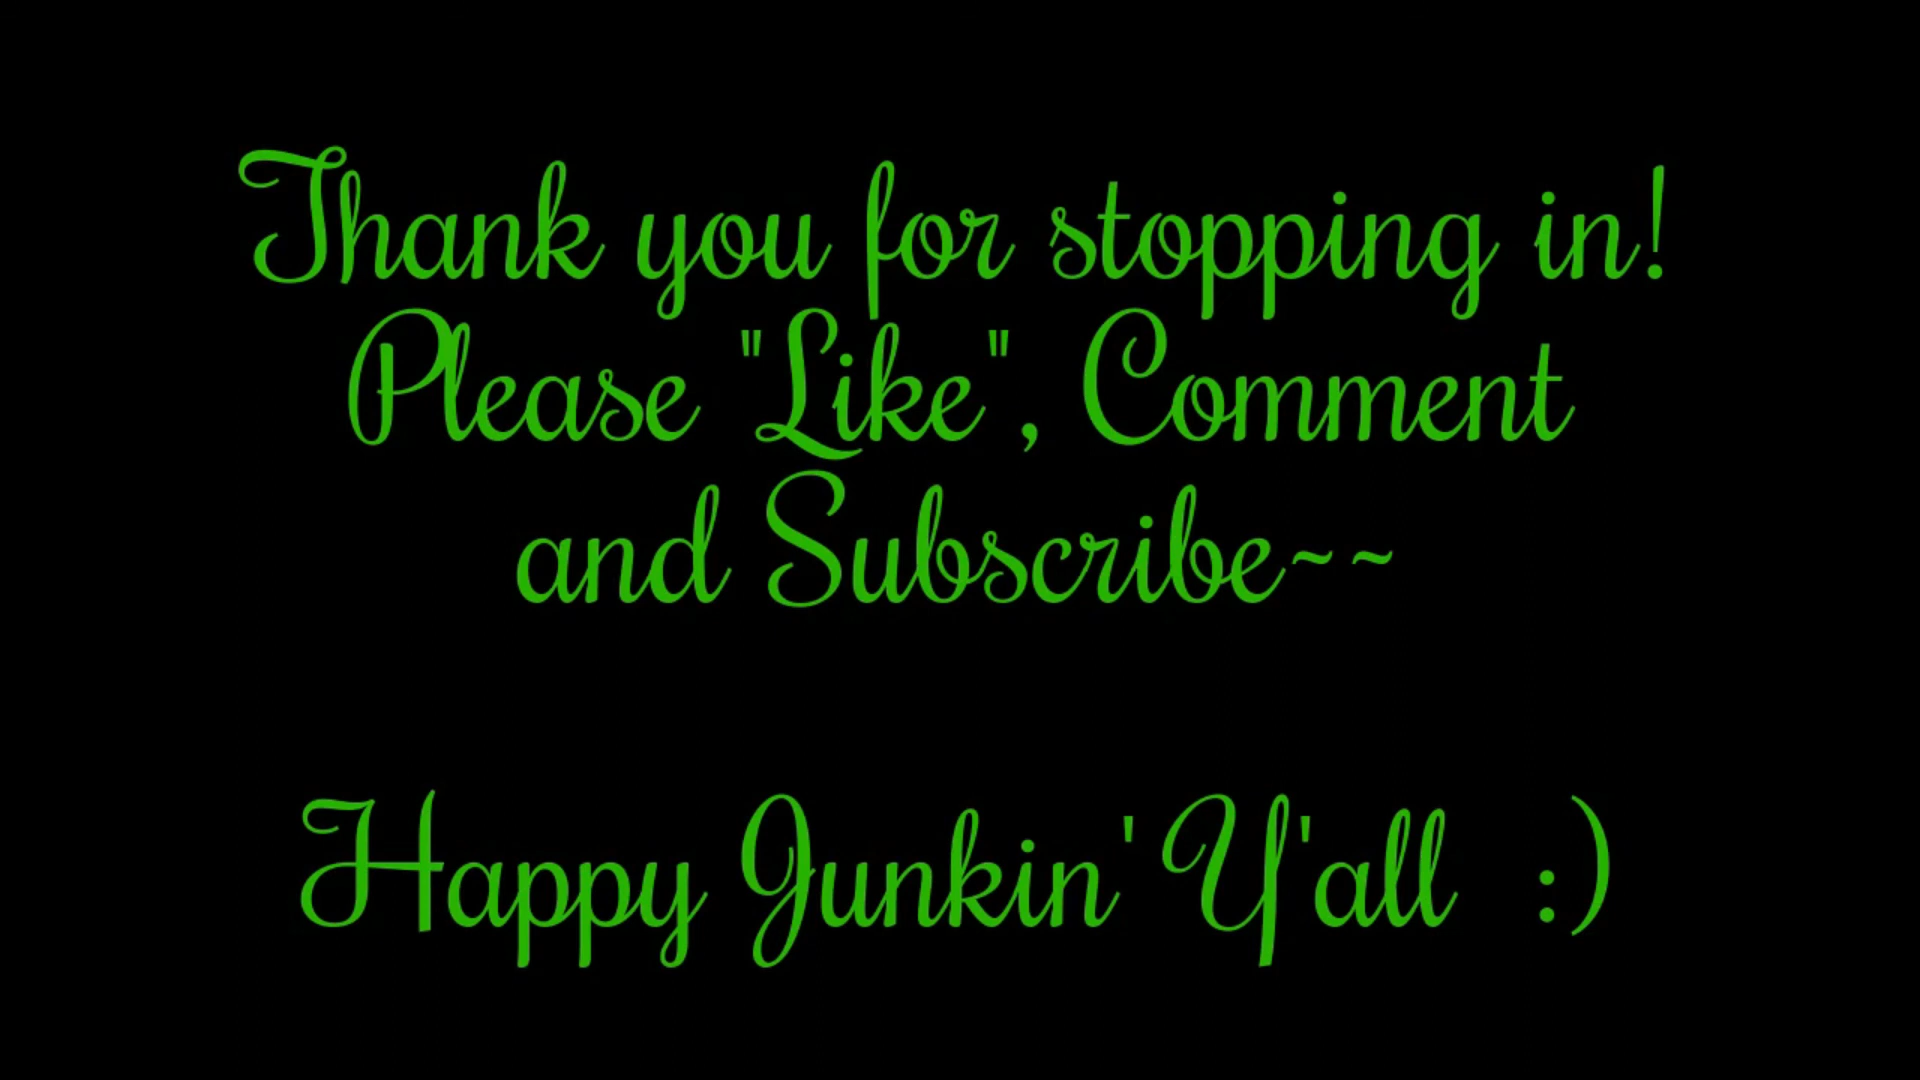 Thank you for stopping in!
Please "Like", Comment
and Subscribe~~
Happy Junkin' Y'all :)